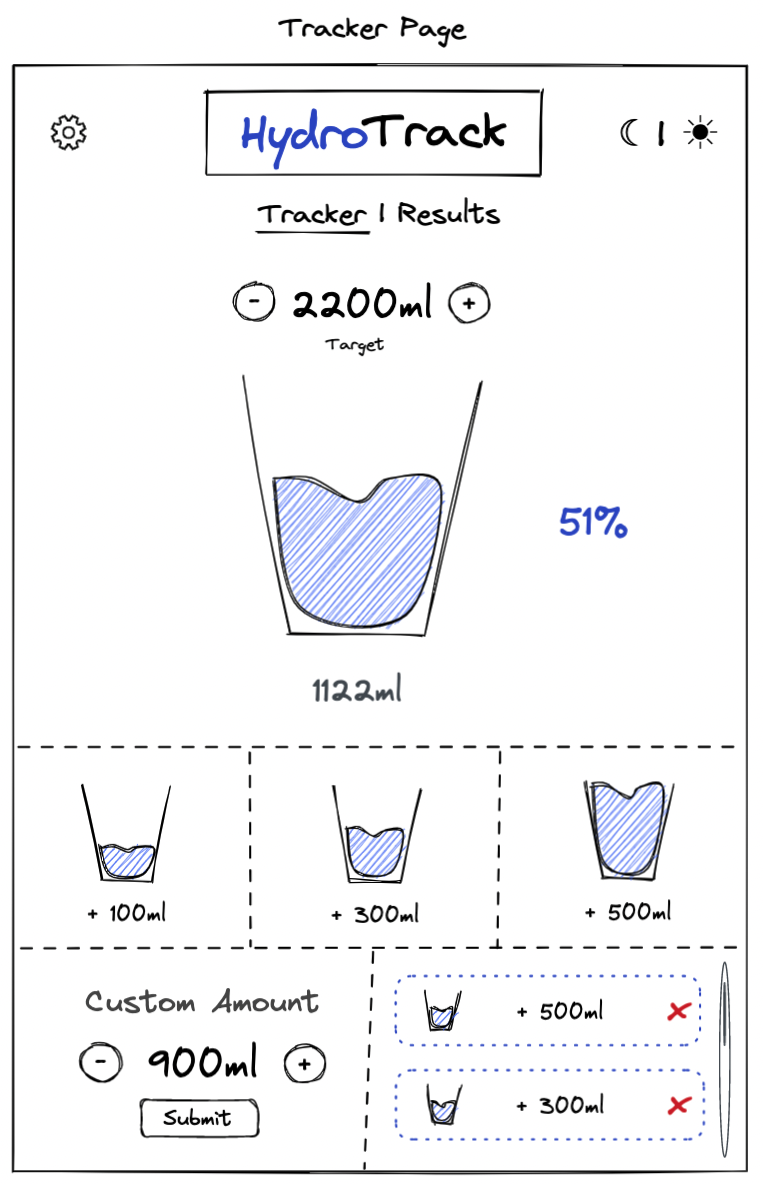 Tracker Page
HydroTrack
Tracker | Results
- 2200ml +
Target
51%
1122ml
+ 100ml
+ 300ml
+ 500ml
Custom Amount
- 900ml +
Submit
+ 500ml
+ 300ml